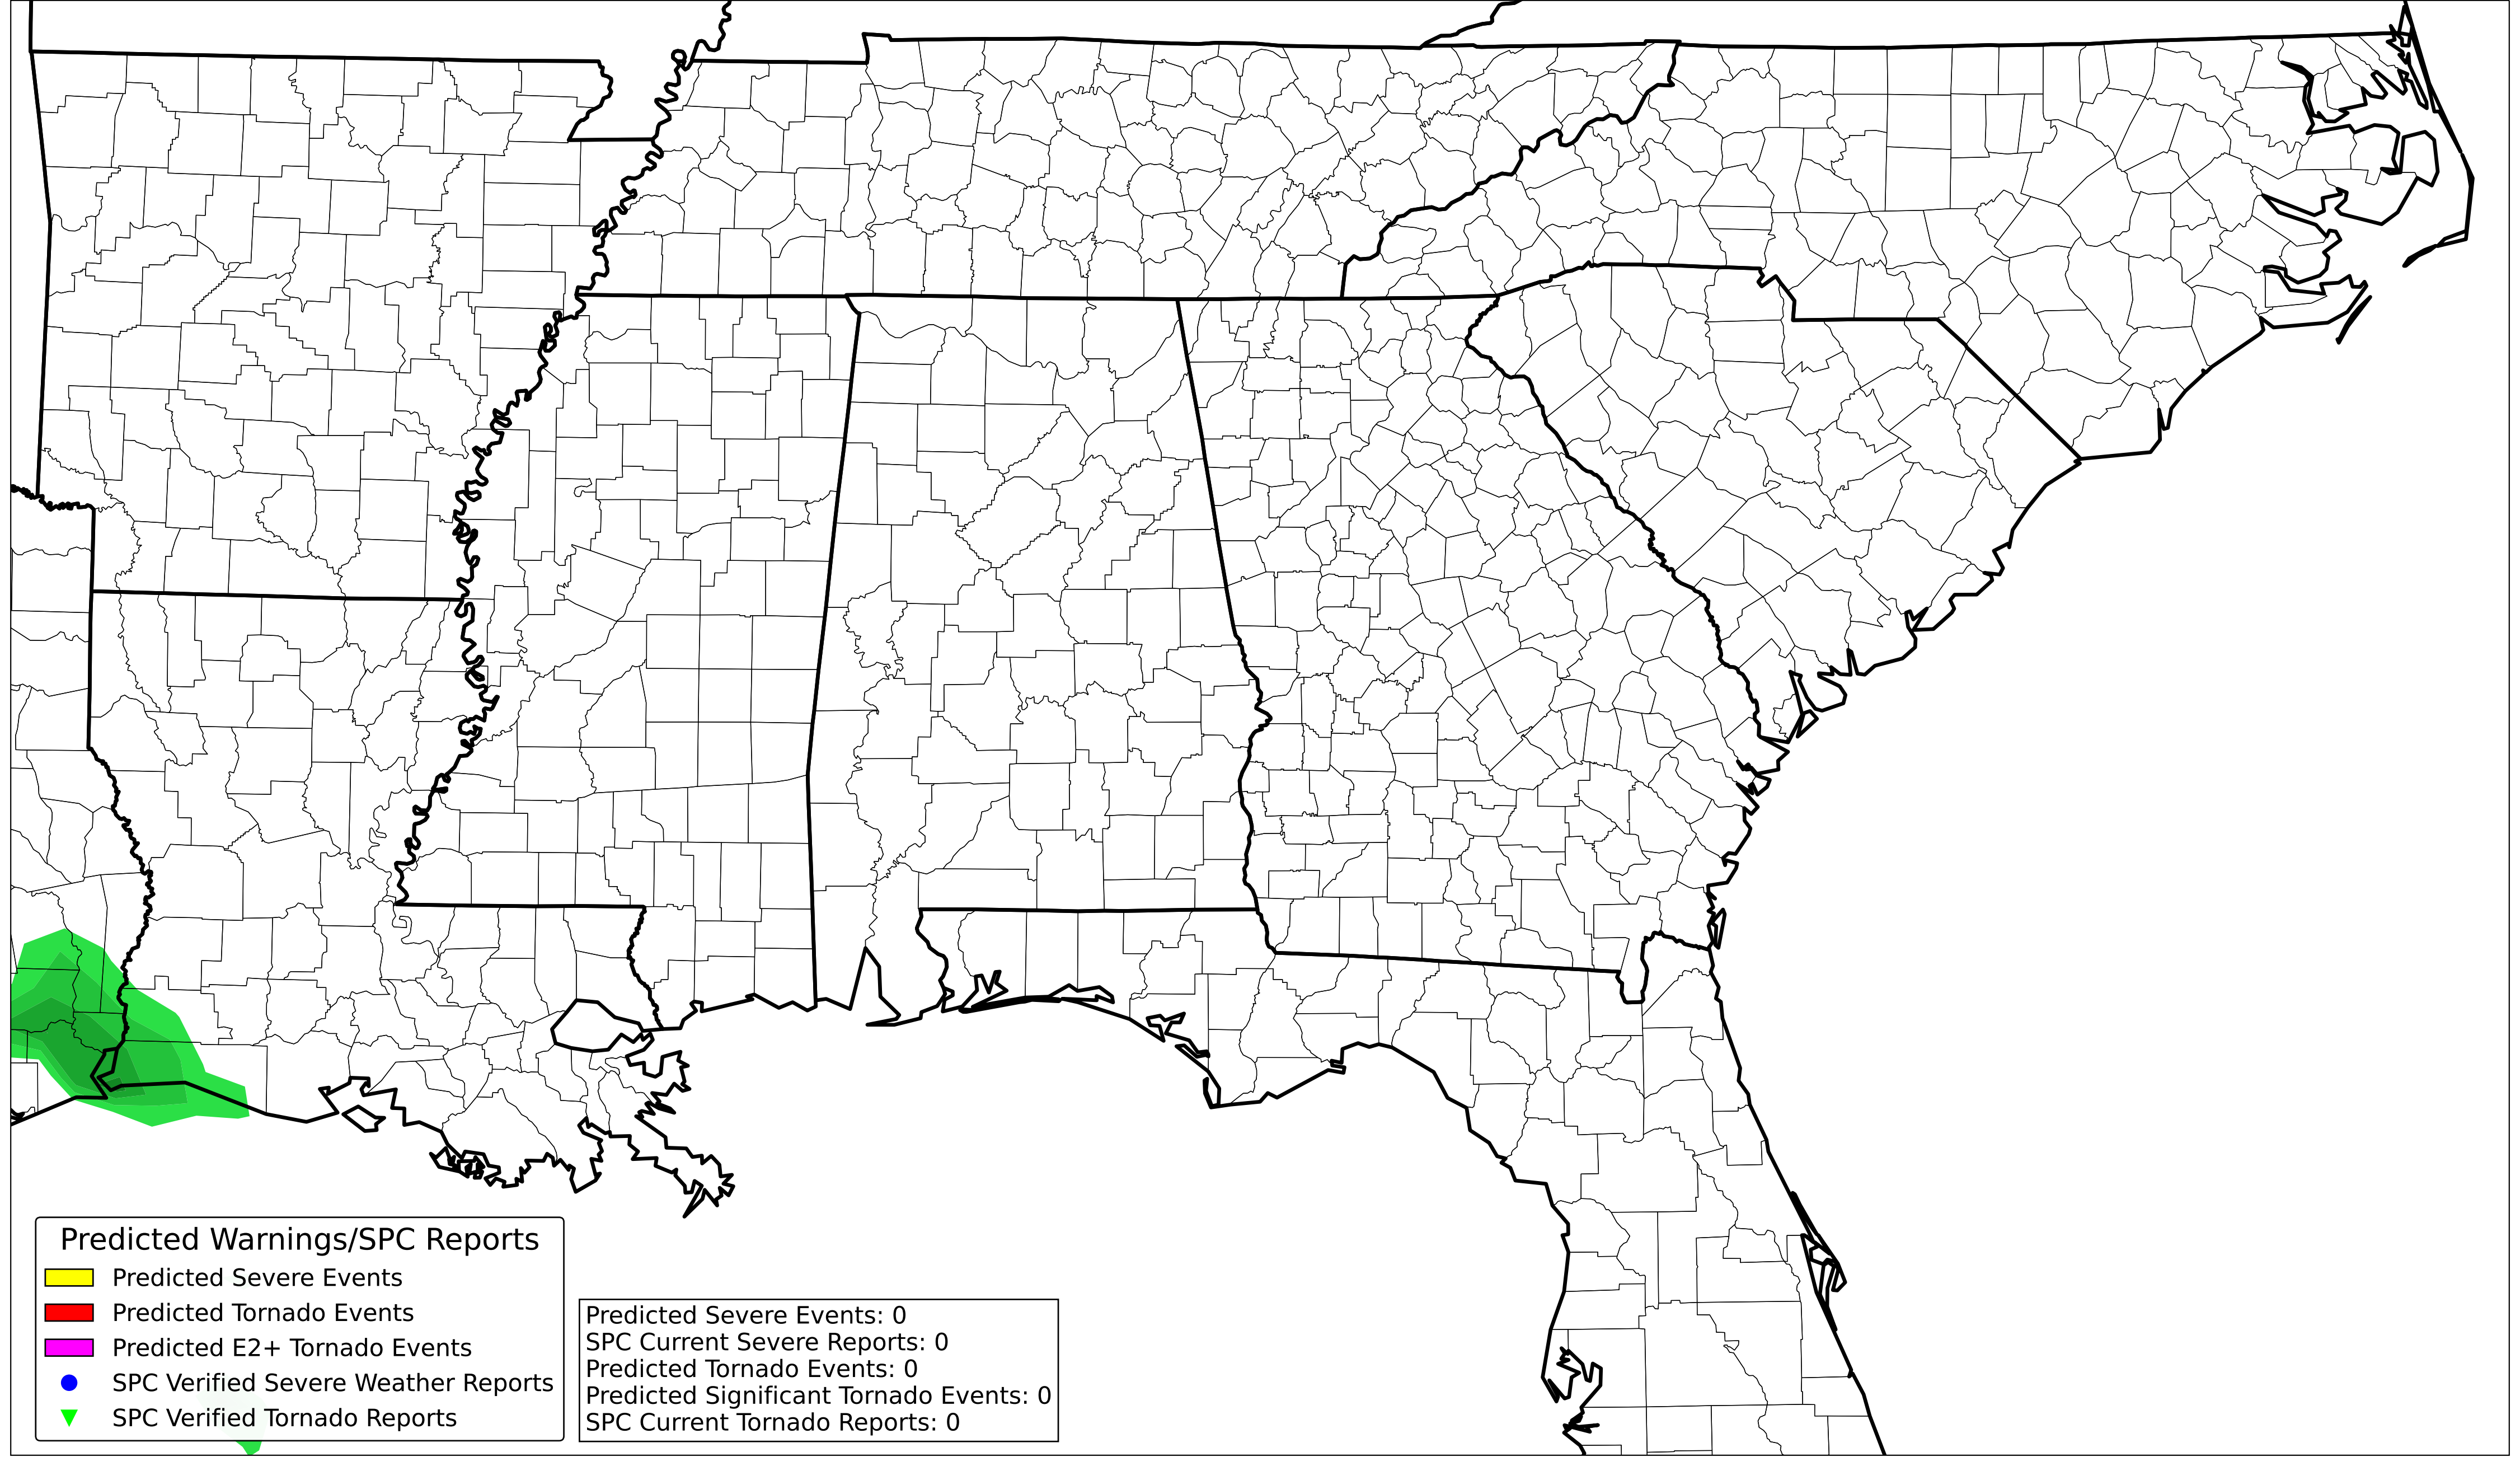 Predicted Warnings/SPC Reports
Predicted Severe Events
Predicted Tornado Events
Predicted E2+ Tornado Events
SPC Verified Severe Weather Reports
SPC Verified Tornado Reports
Predicted Severe Events: 0
SPC Current Severe Reports: 0
Predicted Tornado Events: 0
Predicted Significant Tornado Events: 0
SPC Current Tornado Reports: 0